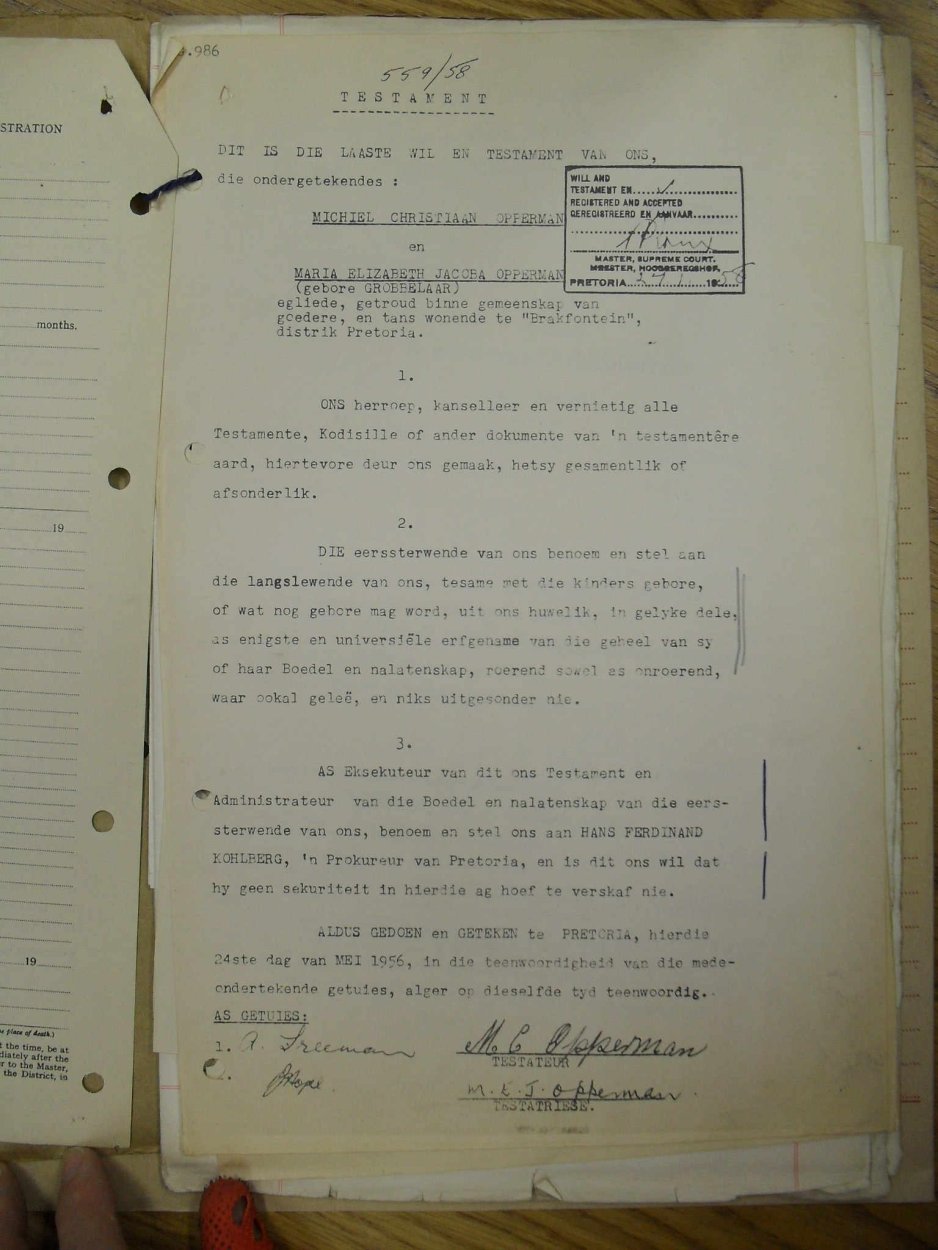 .986
559/58
TESTAMENT
DIT IS DIE LAASTE WIL EN TESTAMENT VAN ONS,
die ondergetekendes :
MICHIEL CHRISTIAAN OPPERMAN
en
MARIA ELIZABETH JACOBA OPPERMAN
(gebore GROBBELAAR)
egliede, getroud binne gemeenskap van
goedere, en tans wonende te "Brakfontein",
distrik Pretoria.
WILL AND
TESTAMENT EN
REGISTERED AND ACCEPTED
GEREGISTREERD EN AANVAAR
MASTER, SUPREME COURT.
MEESTER, HOOGGEREGSHOF.
PRETORIA 1958
1.
ONS herroep, kanselleer en vernietig alle
Testamente, Kodisille of ander dokumente van 'n testamentêre
aard, hiertevore deur ons gemaak, hetsy gesamentlik of
afsonderlik.
2.
DIE eerssterwende van ons benoem en stel aan
die langslewende van ons, tesame met die kinders gebore,
of wat nog gebore mag word, uit ons huwelik, in gelyke dele,
as enigste en universiële erfgename van die geheel van sy
of haar Boedel en nalatenskap, roerend sowel as onroerend,
waar ookal geleë, en niks uitgesonder nie.
3.
AS Eksekuteur van dit ons Testament en
Administrateur van die Boedel en nalatenskap van die eers-
sterwende van ons, benoem en stel ons aan HANS FERDINAND
KOHLBERG, 'n Prokureur van Pretoria, en is dit ons wil dat
hy geen sekuriteit in hierdie ag hoef te verskaf nie.
ALDUS GEDOEN en GETEKEN te PRETORIA, hierdie
24ste dag van MEI 1956, in die teenwoordigheid van die mede-
ondertekende getuies, alger op dieselfde tyd teenwoordig.
AS GETUIES:
1. A. Freeman
M. C Opperman
TESTATEUR
M. E. J. Opperman
TESTATRIESE.
STRATION
months.
19
19
place of death.)
t the time, be at
diately after the
r to the Master,
the District, in